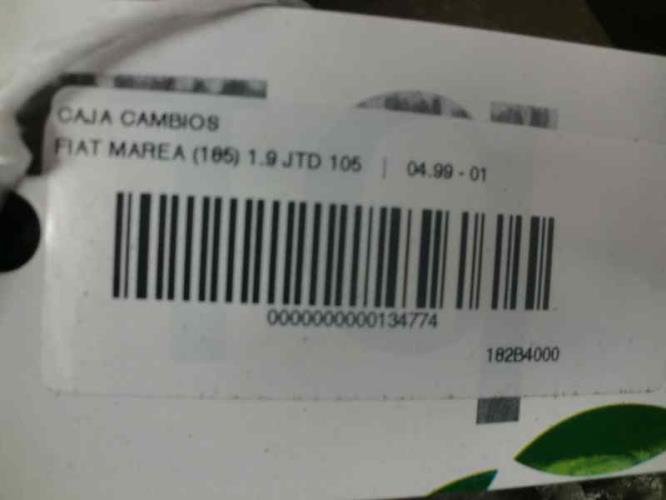 CAJA CAMBIOS
FIAT MAREA (185) 1.9 JTD 105 | 04.99 - 01
0000000000134774
182B4000